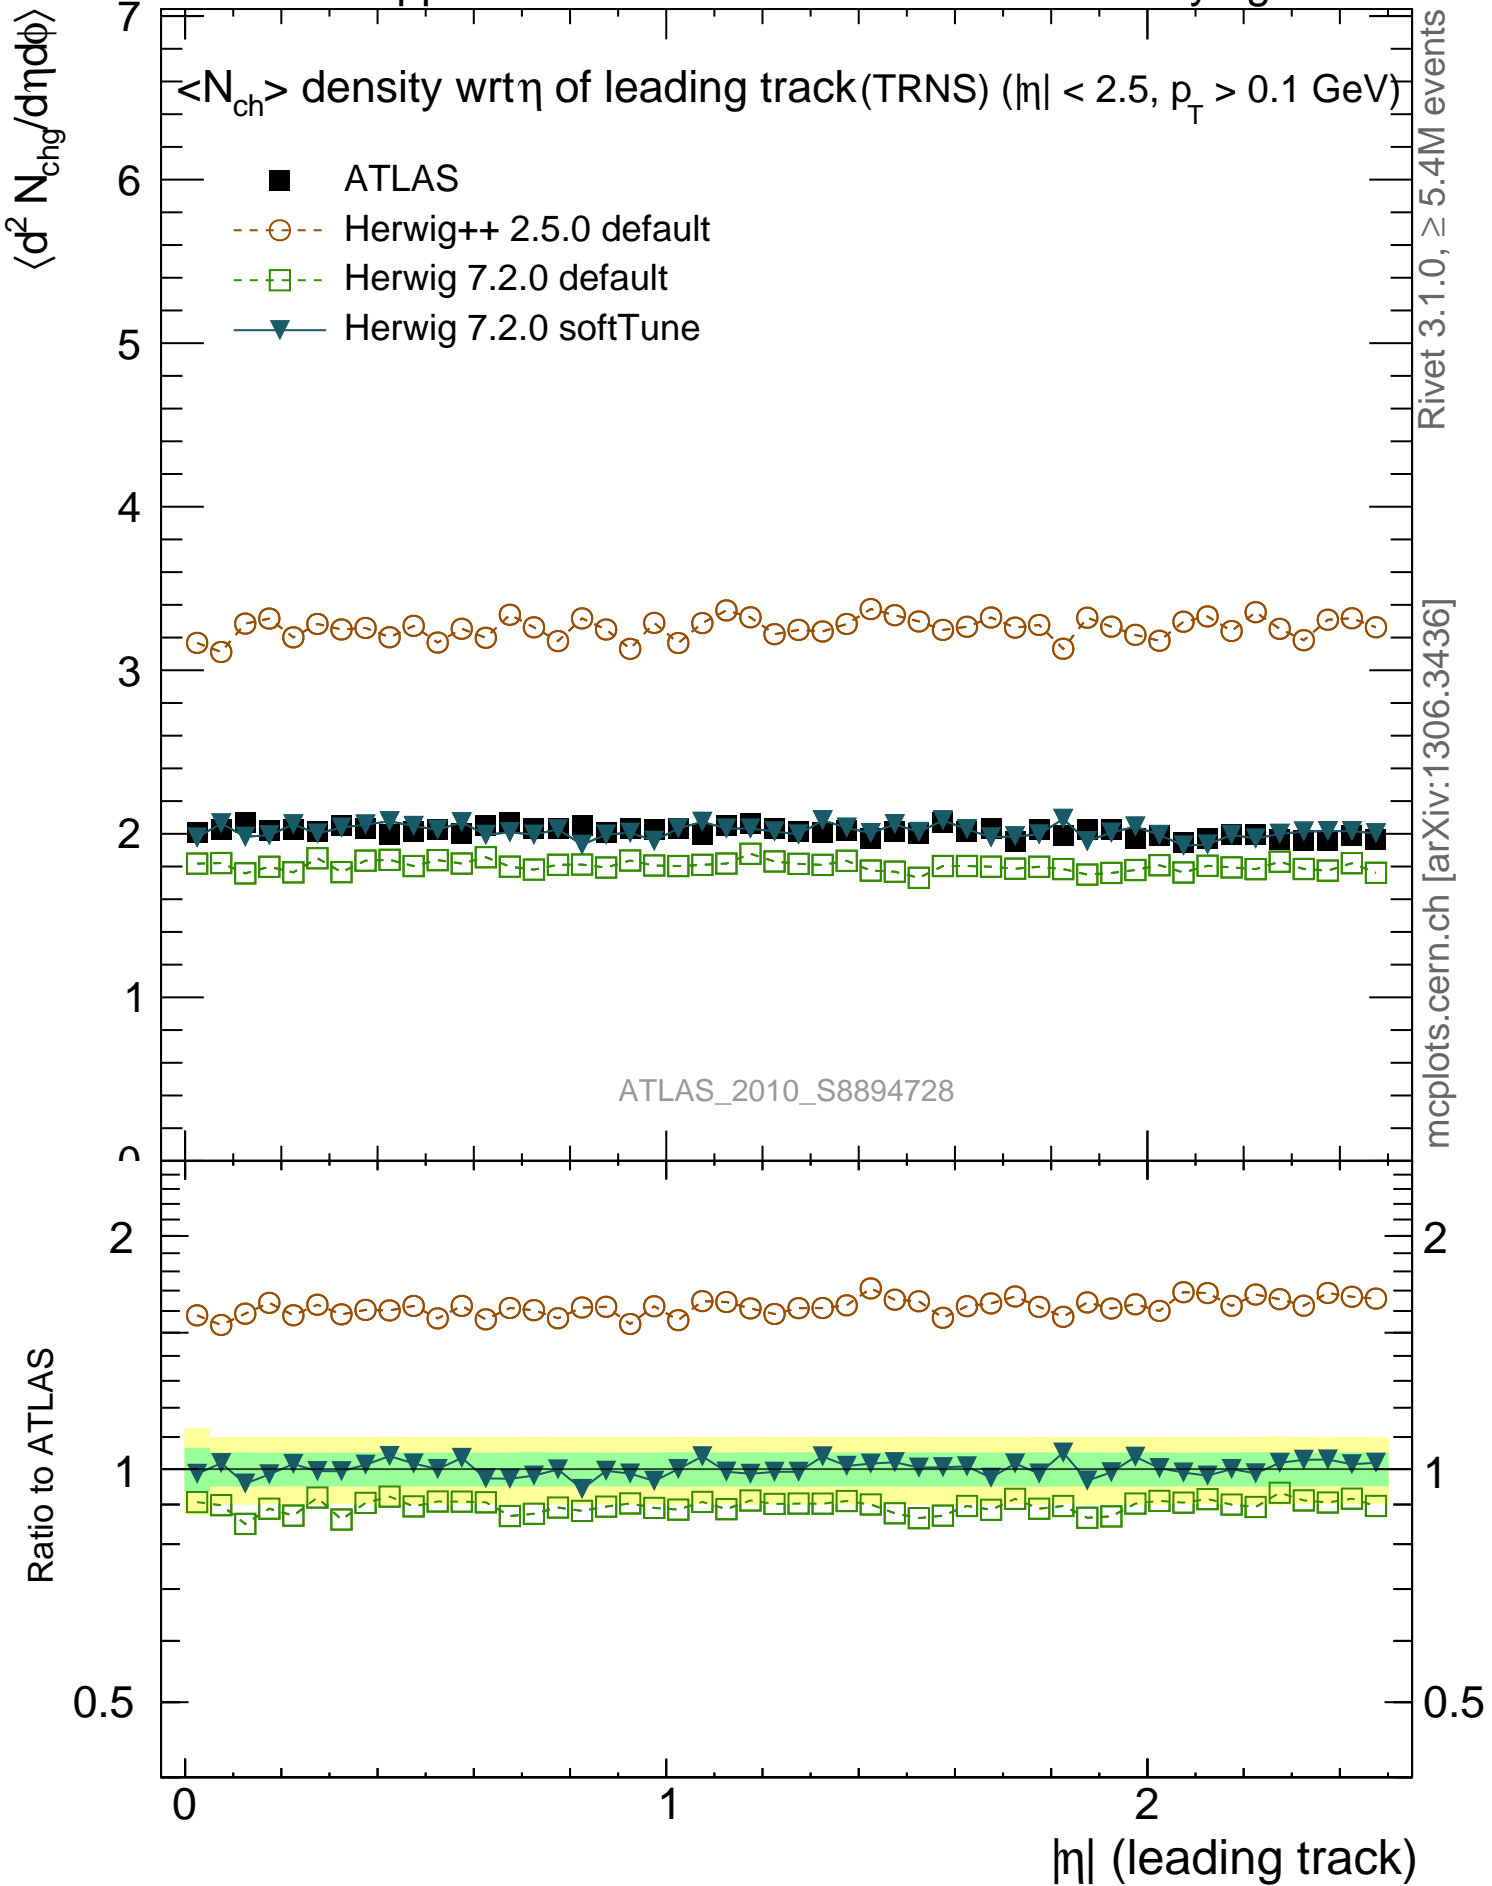 7
⟨d² N_chg/dηdφ⟩
<N_ch> density wrt η of leading track (TRNS) (|η| < 2.5, p_T > 0.1 GeV)
ATLAS
Herwig++ 2.5.0 default
Herwig 7.2.0 default
Herwig 7.2.0 softTune
6
5
4
3
2
1
0
ATLAS_2010_S8894728
Rivet 3.1.0, ≥ 5.4M events
mcplots.cern.ch [arXiv:1306.3436]
Ratio to ATLAS
2
1
0.5
2
1
0.5
0
1
2
|η| (leading track)